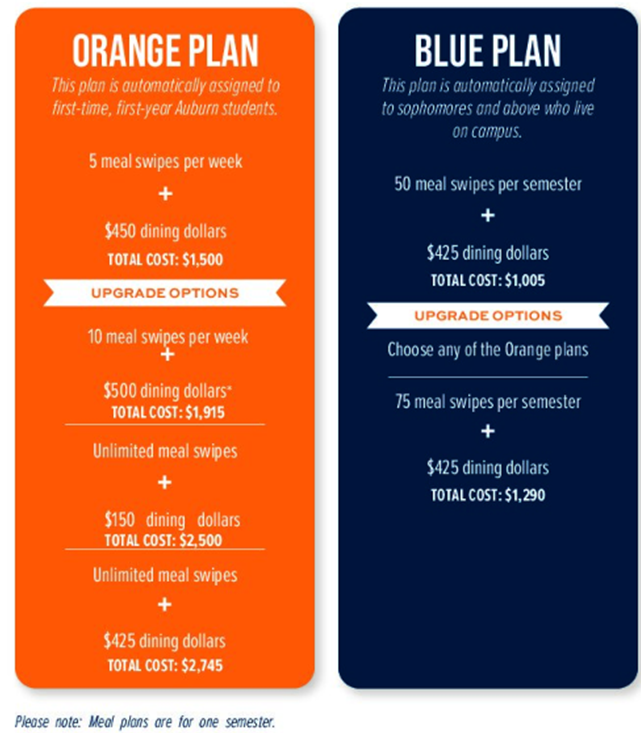 ORANGE PLAN
This plan is automatically assigned to
first-time, first-year Auburn students.
5 meal swipes per week
+
$450 dining dollars
TOTAL COST: $1,500
UPGRADE OPTIONS
10 meal swipes per week
+
$500 dining dollars*
TOTAL COST: $1,915
Unlimited meal swipes
+
$150 dining dollars
TOTAL COST: $2,500
Unlimited meal swipes
+
$425 dining dollars
TOTAL COST: $2,745
BLUE PLAN
This plan is automatically assigned
to sophomores and above who live
on campus.
50 meal swipes per semester
+
$425 dining dollars
TOTAL COST: $1,005
UPGRADE OPTIONS
Choose any of the Orange plans
75 meal swipes per semester
+
$425 dining dollars
TOTAL COST: $1,290
Please note: Meal plans are for one semester.